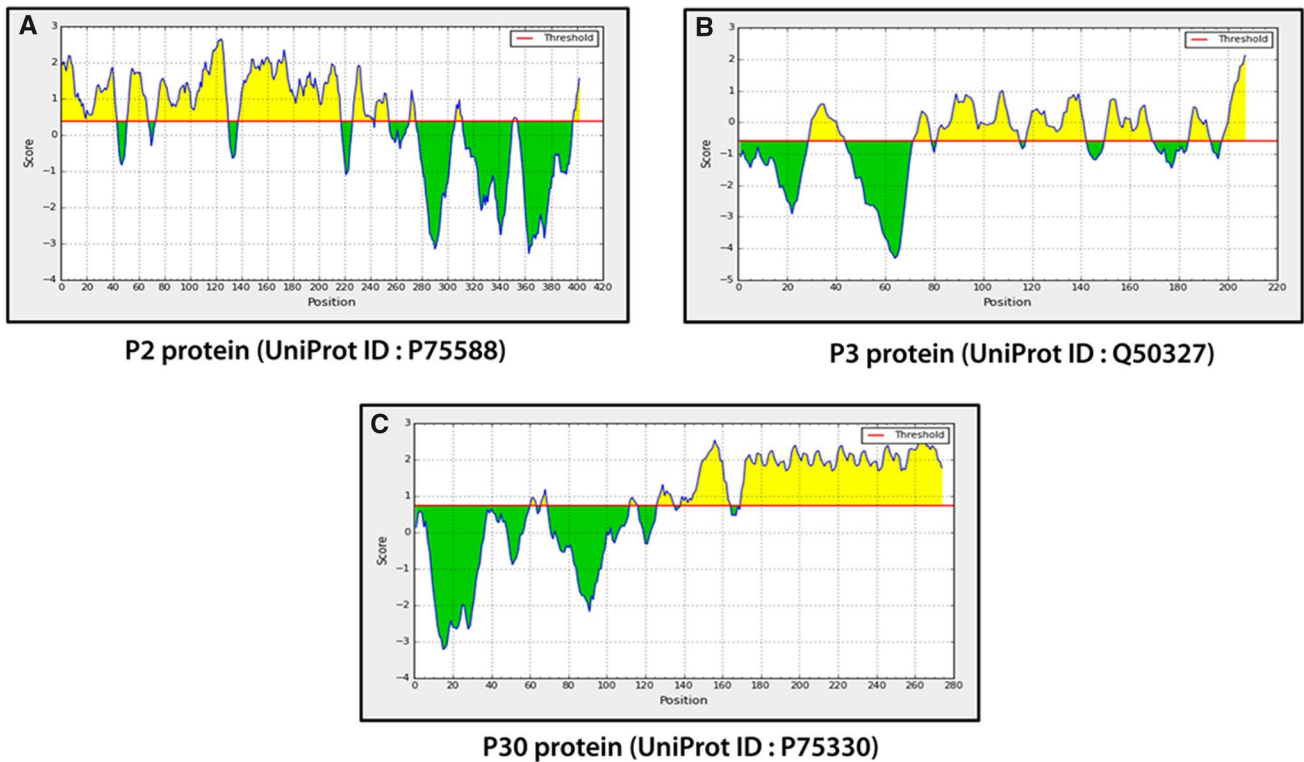 A
3
2
1
0
−1
−2
−3
−4
Score
Threshold
0 20 40 60 80 100 120 140 160 180 200 220 240 260 280 300 320 340 360 380 400 420
Position
P2 protein (UniProt ID : P75588)
B
3
2
1
0
−1
−2
−3
−4
−5
Score
Threshold
0 20 40 60 80 100 120 140 160 180 200 220
Position
P3 protein (UniProt ID : Q50327)
C
3
2
1
0
−1
−2
−3
−4
Score
Threshold
0 20 40 60 80 100 120 140 160 180 200 220 240 260 280
Position
P30 protein (UniProt ID : P75330)